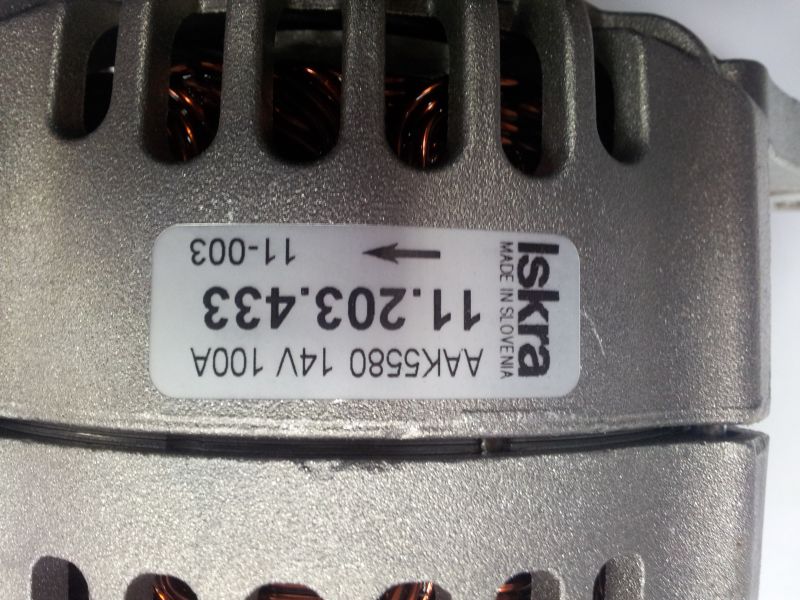 Iskra
MADE IN SLOVENIA
AAK5580 14V 100A
11.203.433
11-003